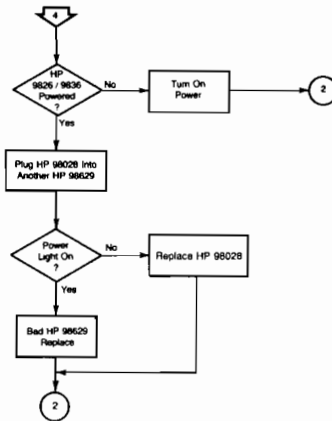 4
HP
9826 / 9836
Powered
?
No
Turn On
Power
2
Yes
Plug HP 98028 Into
Another HP 98629
Power
Light On
?
No
Replace HP 98028
Yes
Bad HP 98629
Replace
2